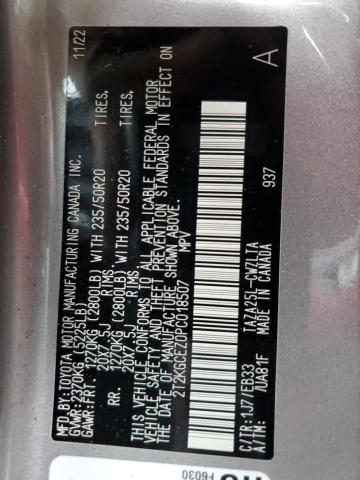 MFD.BY:TOYOTA MOTOR MANUFACTURING CANADA INC. 11/22
GVWR:2370KG (5225LB)
GAWR:FRT. 1270KG (2800LB) WITH 235/50R20 TIRES,
20X7.5J RIMS,
RR. 1270KG (2800LB) WITH 235/50R20 TIRES,
20X7.5J RIMS,
THIS VEHICLE CONFORMS TO ALL APPLICABLE FEDERAL MOTOR
VEHICLE SAFETY AND THEFT PREVENTION STANDARDS IN EFFECT ON
THE DATE OF MANUFACTURE SHOWN ABOVE.
2T2KGCEZ0PC018507 MPV
A
C/TR:1J7/EB33 TAZA25L-CWZLTA 937
A/TM: /UA81F MADE IN CANADA
F6030